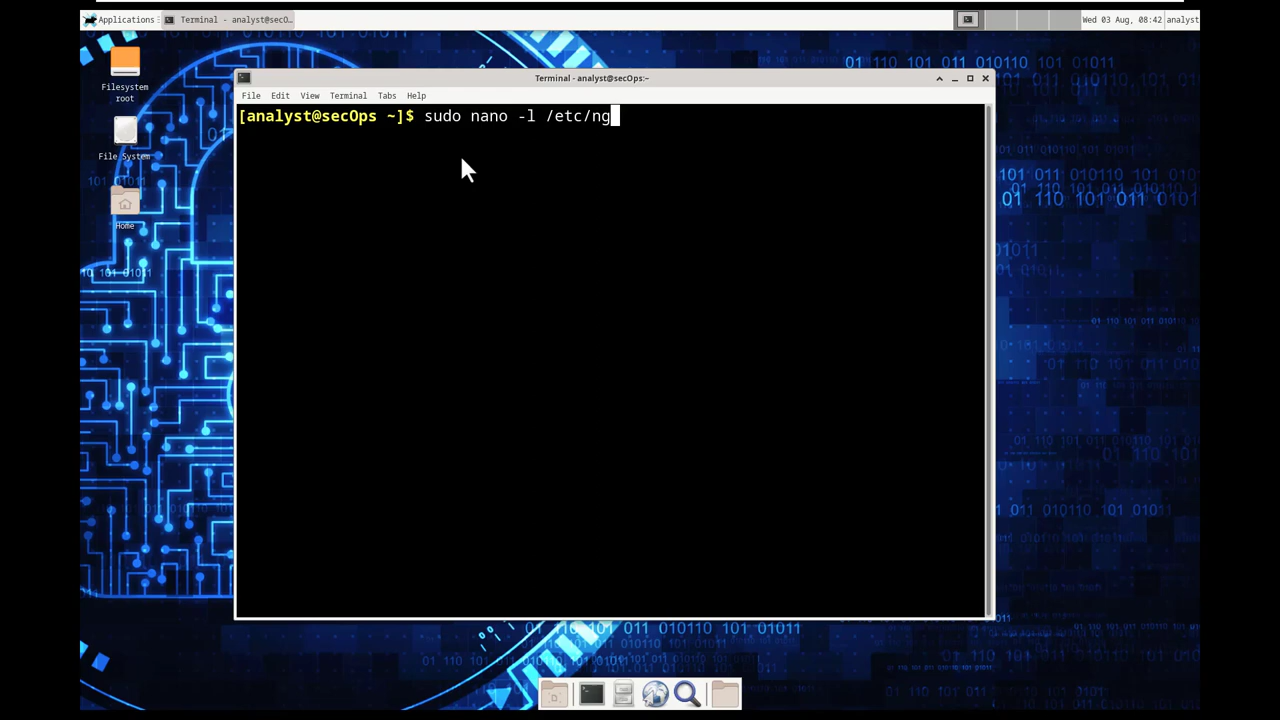 Applications
Terminal - analyst@secO...
Wed 03 Aug, 08:42
analyst
Filesystem
root
File System
Home
Terminal - analyst@secOps:~
File Edit View Terminal Tabs Help
[analyst@secOps ~]$ sudo nano -l /etc/ng